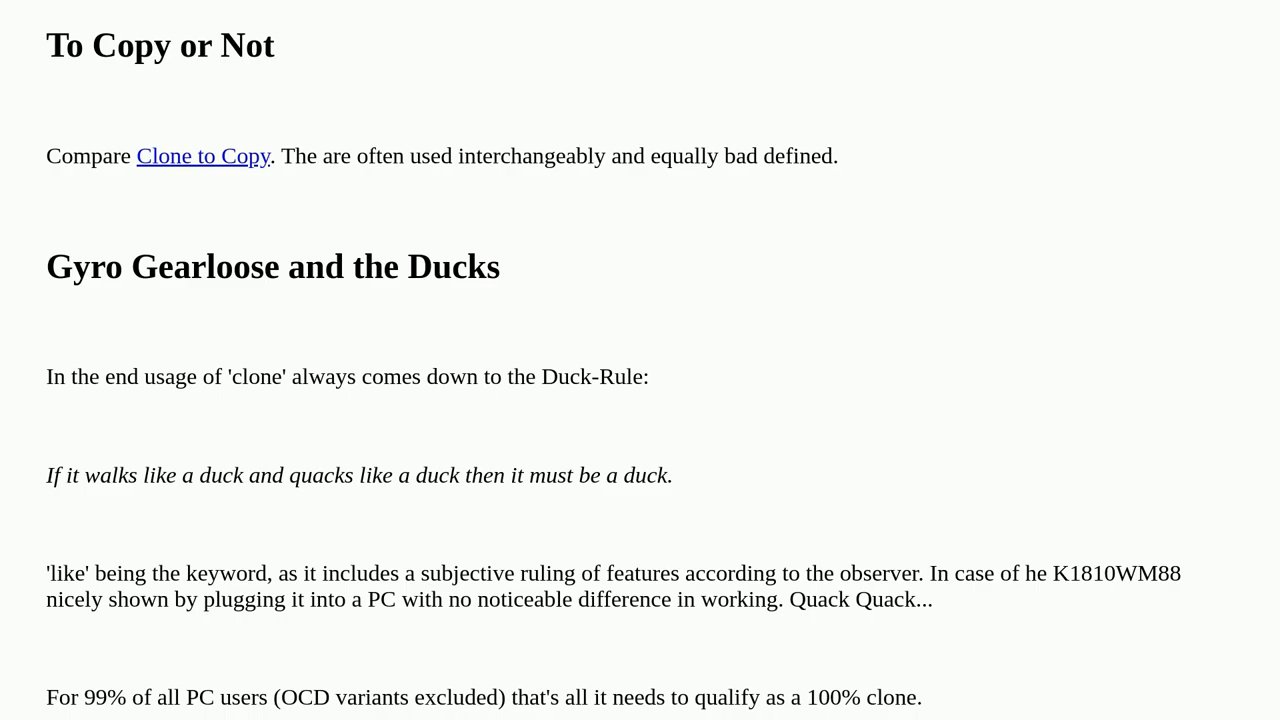 To Copy or Not
Compare Clone to Copy. The are often used interchangeably and equally bad defined.
Gyro Gearloose and the Ducks
In the end usage of 'clone' always comes down to the Duck-Rule:
If it walks like a duck and quacks like a duck then it must be a duck.
'like' being the keyword, as it includes a subjective ruling of features according to the observer. In case of he K1810WM88
nicely shown by plugging it into a PC with no noticeable difference in working. Quack Quack...
For 99% of all PC users (OCD variants excluded) that's all it needs to qualify as a 100% clone.